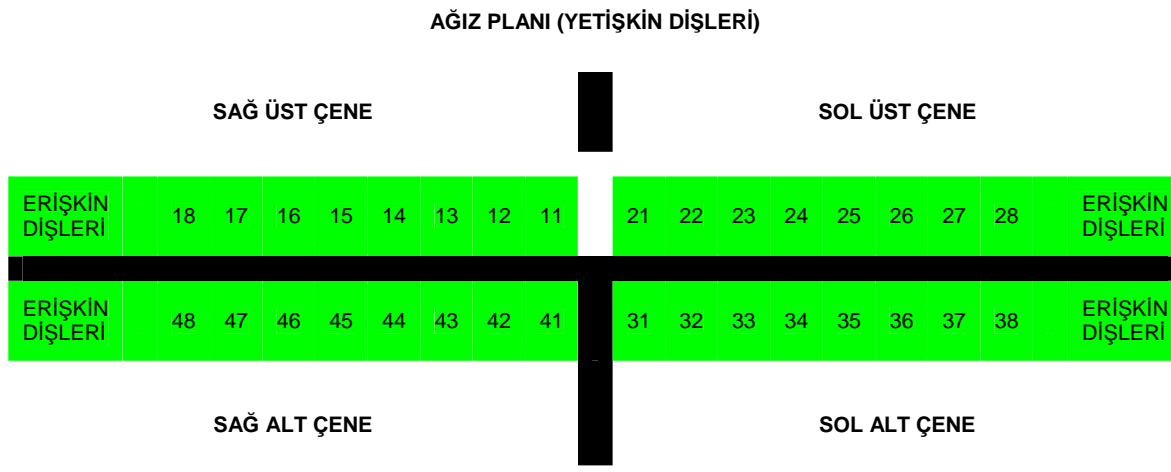 AĞIZ PLANI (YETİŞKİN DİŞLERİ)
SAĞ ÜST ÇENE SOL ÜST ÇENE
ERİŞKİN DİŞLERİ 18 17 16 15 14 13 12 11 21 22 23 24 25 26 27 28 ERİŞKİN DİŞLERİ
ERİŞKİN DİŞLERİ 48 47 46 45 44 43 42 41 31 32 33 34 35 36 37 38 ERİŞKİN DİŞLERİ
SAĞ ALT ÇENE SOL ALT ÇENE